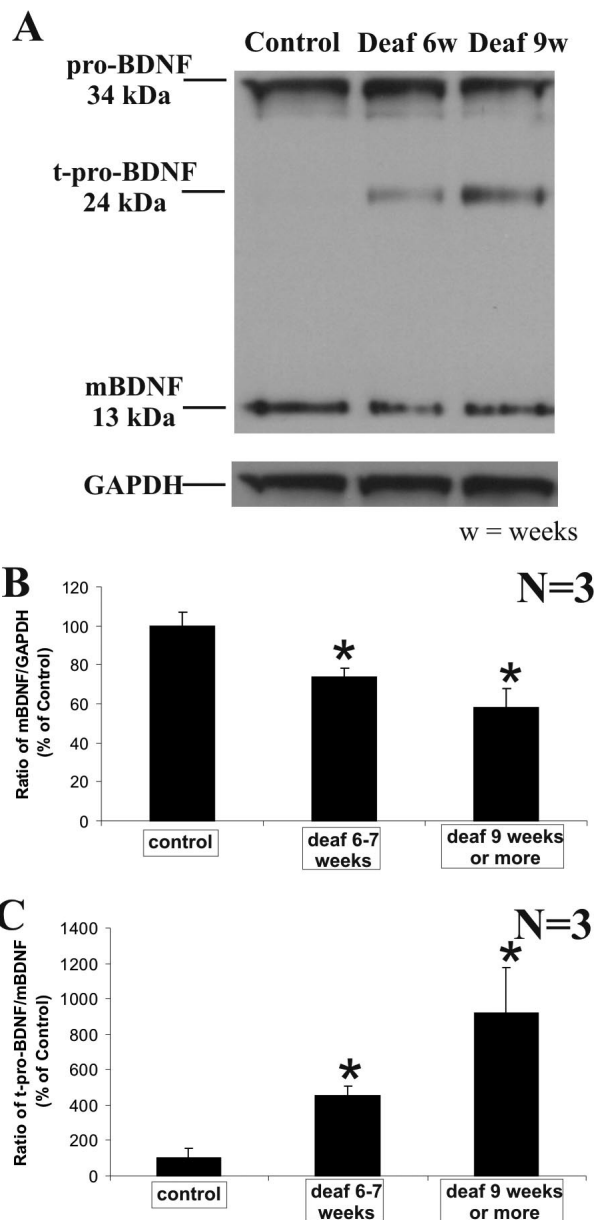 A
Control Deaf 6w Deaf 9w
pro-BDNF
34 kDa
t-pro-BDNF
24 kDa
mBDNF
13 kDa
GAPDH
w = weeks
B
N=3
Ratio of mBDNF/GAPDH
(% of Control)
120
100
80
60
40
20
0
*
*
control
deaf 6-7
weeks
deaf 9 weeks
or more
C
N=3
Ratio of t-pro-BDNF/mBDNF
(% of Control)
1400
1200
1000
800
600
400
200
0
*
*
control
deaf 6-7
weeks
deaf 9 weeks
or more